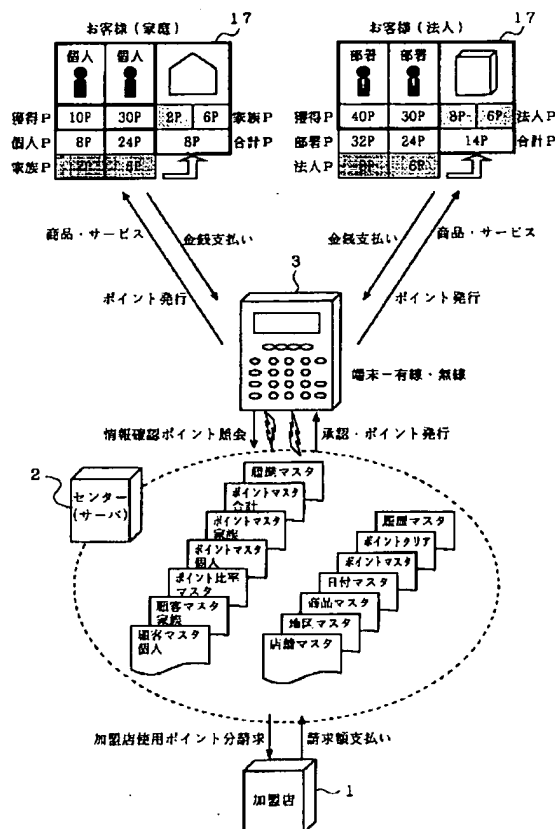 お客様（家庭）
17
お客様（法人）
17
個人
個人
部署
部署
獲得P
10P
30P
2P
6P
家族P
個人P
8P
24P
8P
合計P
家族P
2P
6P
獲得P
40P
30P
8P
6P
法人P
部署P
32P
24P
14P
合計P
法人P
8P
6P
商品・サービス
金銭支払い
ポイント発行
金銭支払い
商品・サービス
ポイント発行
3
端末－有線・無線
情報確認ポイント照会
承認・ポイント発行
2
センター
(サーバ)
履歴マスタ
ポイントマスタ
合計
ポイントマスタ
家族
ポイントマスタ
個人
ポイント比率
マスタ
顧客マスタ
家族
顧客マスタ
個人
履歴マスタ
ポイントクリア
ポイントマスタ
日付マスタ
商品マスタ
地区マスタ
店舗マスタ
加盟店使用ポイント分請求
請求額支払い
加盟店
1